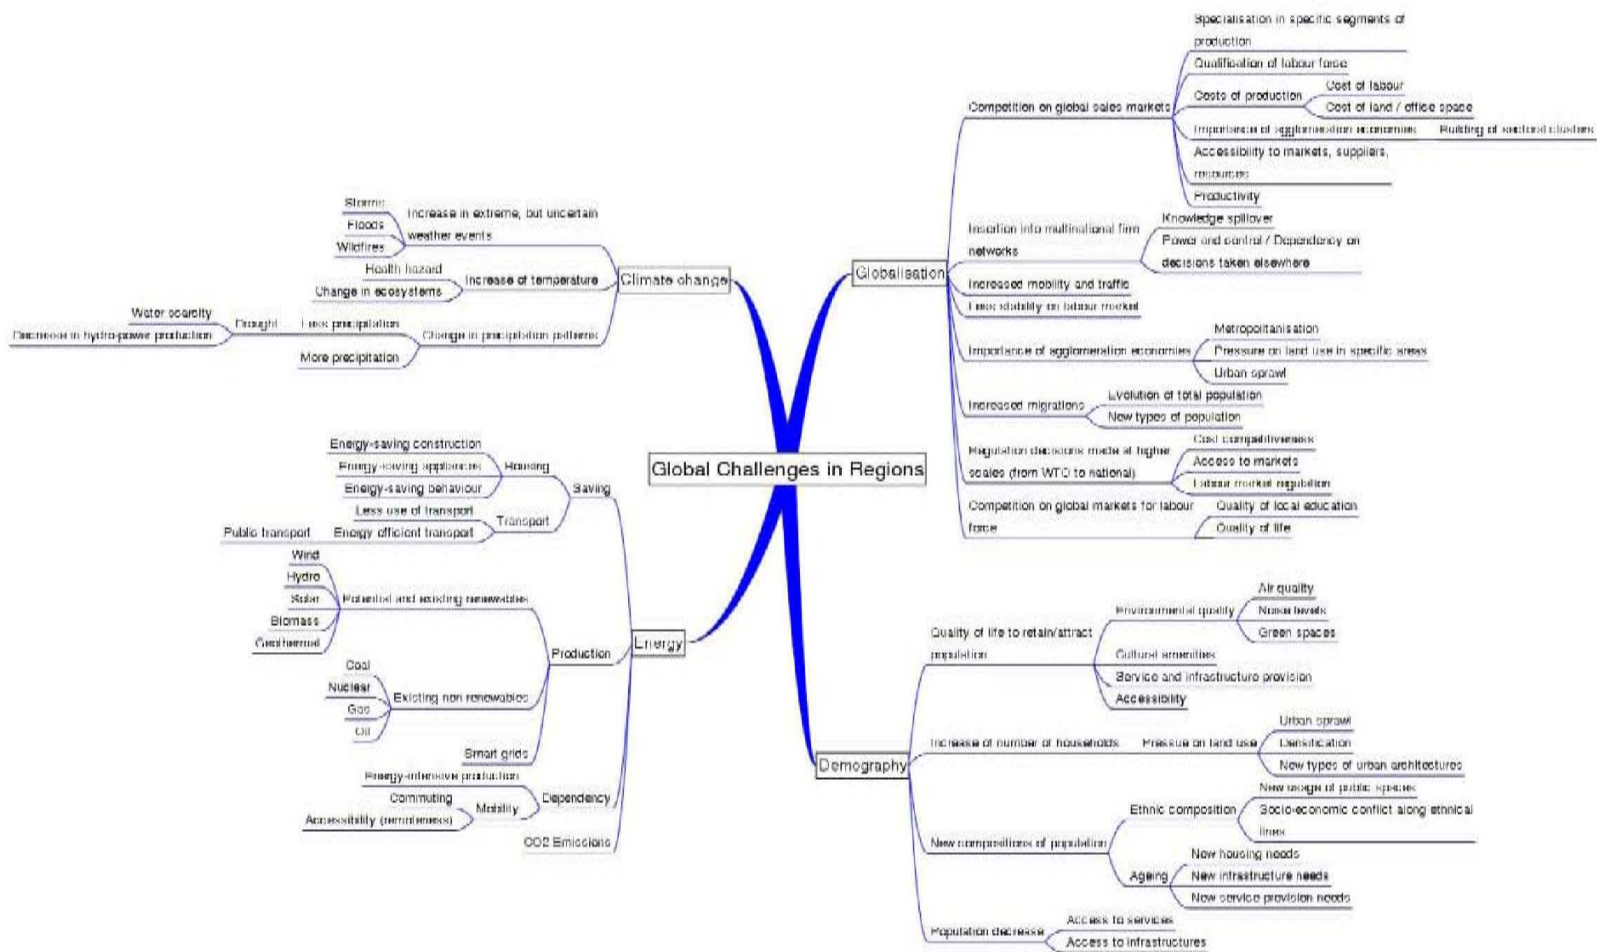 Global Challenges in Regions
Climate change
Increase in extreme, but uncertain
weather events
Storms
Floods
Wildfires
Increase of temperature
Health hazard
Change in ecosystems
Change in precipitation patterns
Less precipitation
Drought
Water scarcity
Decrease in hydro-power production
More precipitation
Energy
Saving
Housing
Energy-saving construction
Energy-saving appliances
Energy-saving behaviour
Transport
Less use of transport
Energy efficient transport
Public transport
Production
Potential and existing renewables
Wind
Hydro
Solar
Biomass
Geothermal
Existing non renewables
Coal
Nuclear
Gas
Oil
Smart grids
Dependency
Energy-intensive production
Mobility
Commuting
Accessibility (remoteness)
CO2 Emissions
Globalisation
Competition on global sales markets
Specialisation in specific segments of
production
Qualification of labour force
Costs of production
Cost of labour
Cost of land / office space
Importance of agglomeration economies
Building of sectoral clusters
Accessibility to markets, suppliers,
resources
Productivity
Insertion into multinational firm
networks
Knowledge spillover
Power and control / Dependency on
decisions taken elsewhere
Increased mobility and traffic
Less stability on labour market
Importance of agglomeration economies
Metropolitanisation
Pressure on land use in specific areas
Urban sprawl
Increased migrations
Evolution of total population
New types of population
Regulation decisions made at higher
scales (from WTO to national)
Cost competitiveness
Access to markets
Labour market regulation
Competition on global markets for labour
force
Quality of local education
Quality of life
Demography
Quality of life to retain/attract
population
Environmental quality
Air quality
Noise levels
Green spaces
Cultural amenities
Service and infrastructure provision
Accessibility
Increase of number of households
Pressue on land use
Urban sprawl
Densification
New types of urban architectures
New compositions of population
Ethnic composition
New usage of public spaces
Socio-economic conflict along ethnical
lines
Ageing
New housing needs
New infrastructure needs
New service provision needs
Population decrease
Access to services
Access to infrastructures